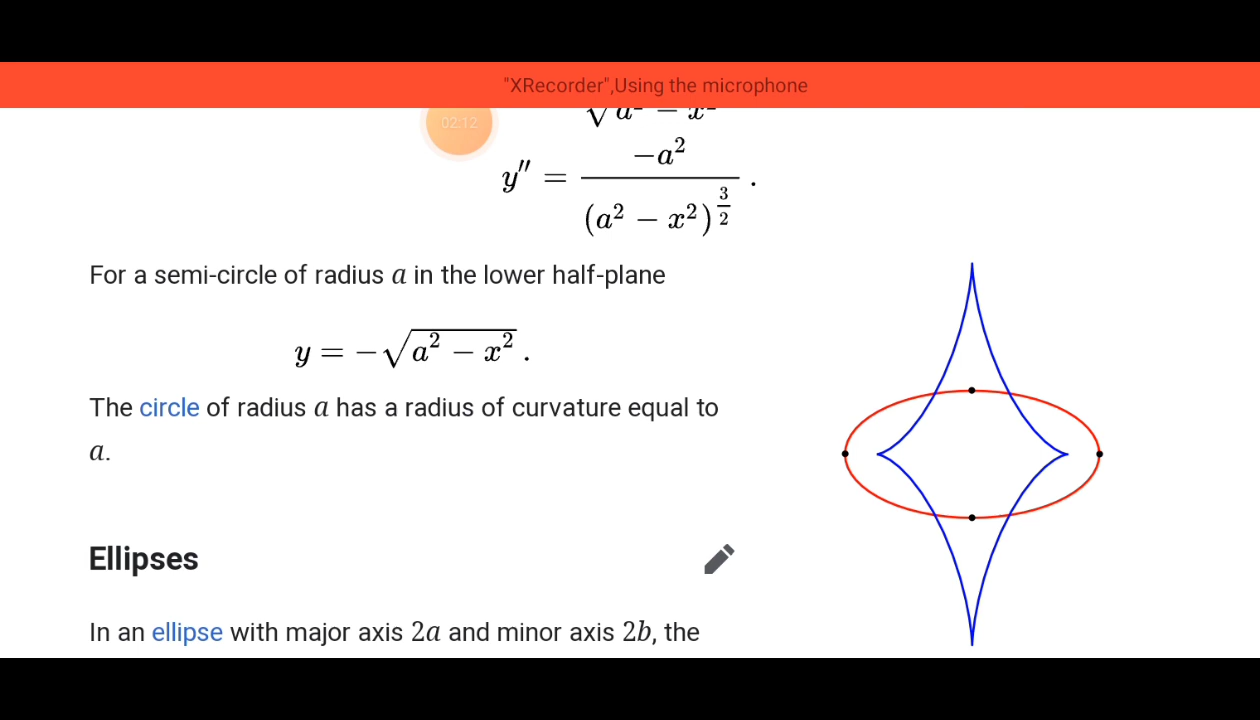 "XRecorder",Using the microphone
02:12
y″ = −a² / (a² − x²)^(3/2) .
For a semi-circle of radius a in the lower half-plane
y = −√(a² − x²) .
The circle of radius a has a radius of curvature equal to
a.
Ellipses
In an ellipse with major axis 2a and minor axis 2b, the